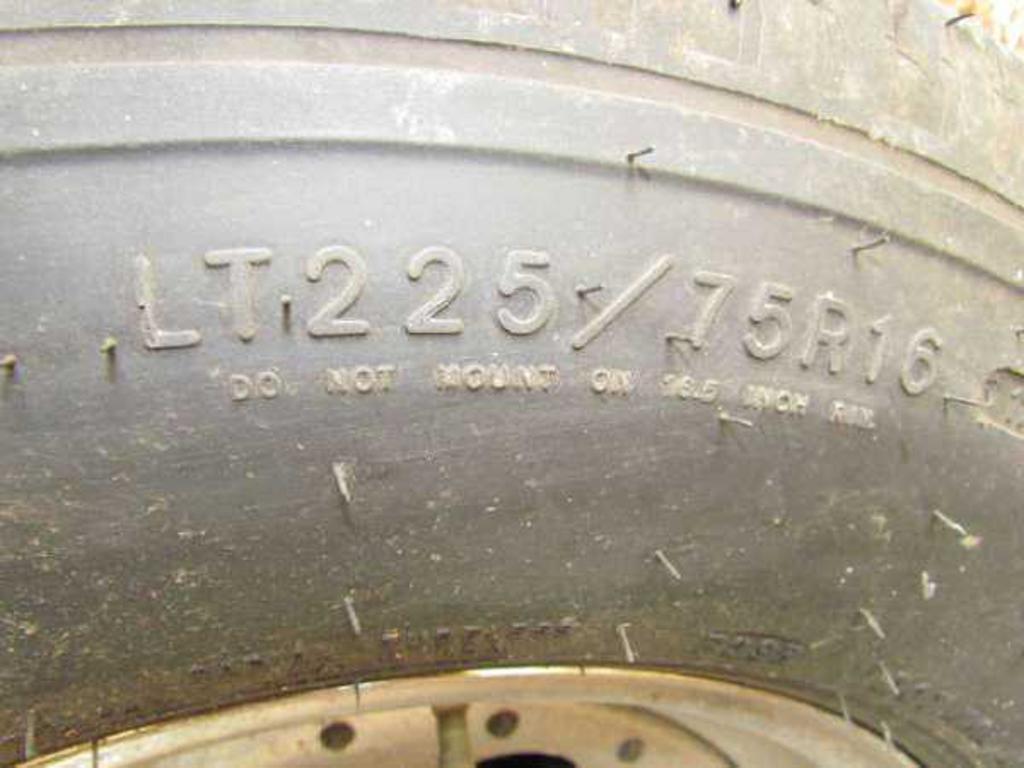 LT225/75R16
DO NOT MOUNT ON 16.5 INCH RIM